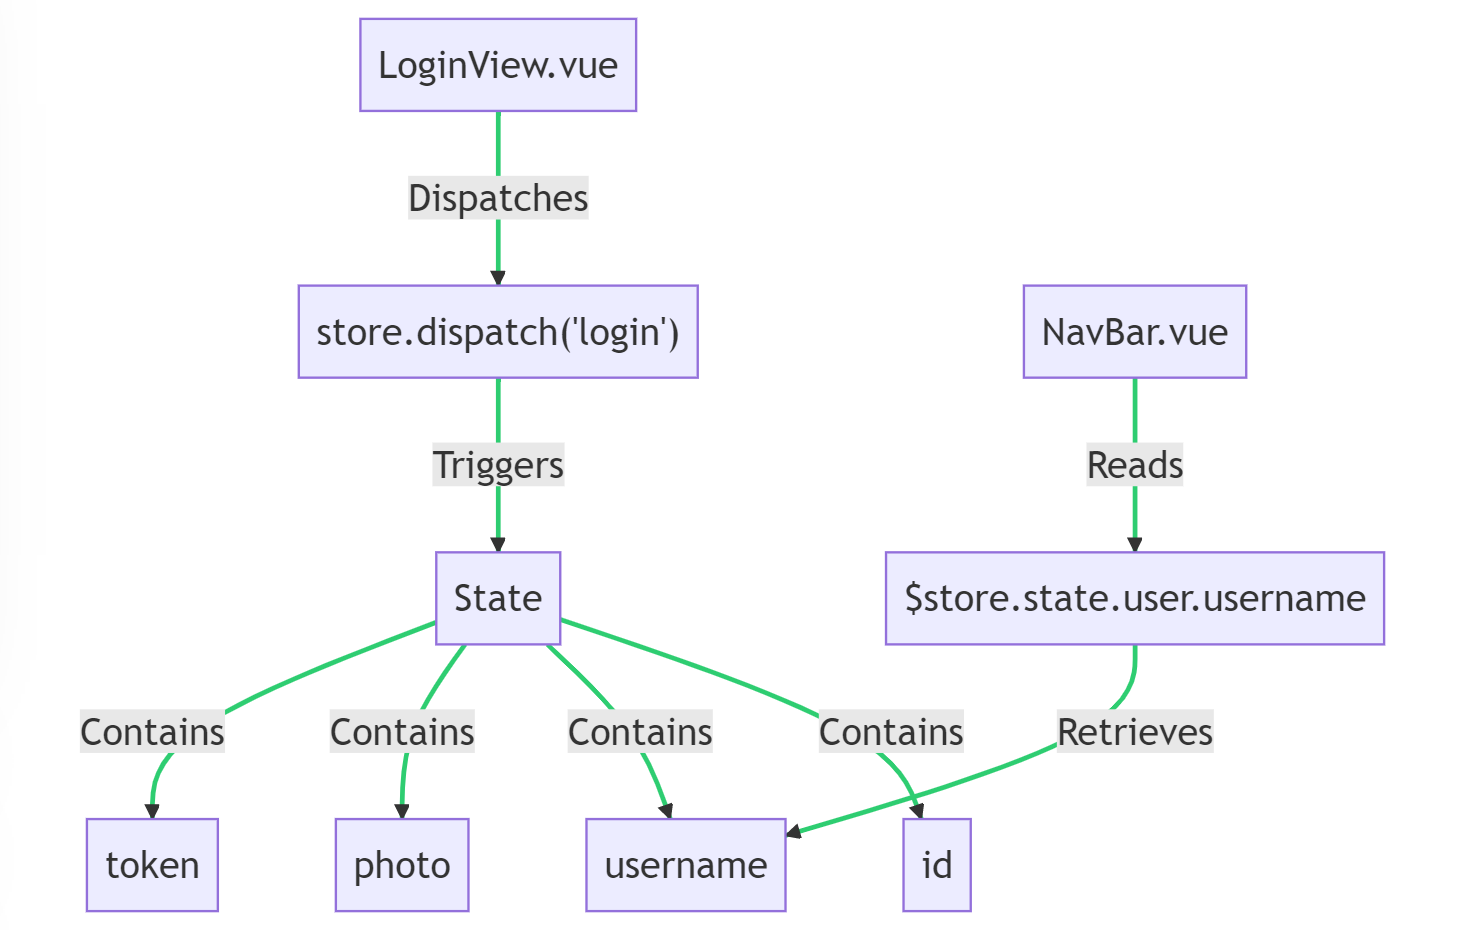 LoginView.vue
Dispatches
store.dispatch('login')
NavBar.vue
Triggers
Reads
State
$store.state.user.username
Contains
Contains
Contains
Contains
Retrieves
token
photo
username
id